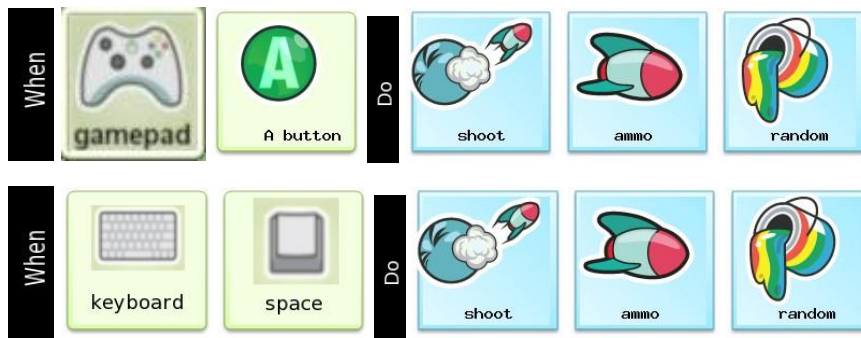 When gamepad A button Do shoot ammo random
When keyboard space Do shoot ammo random